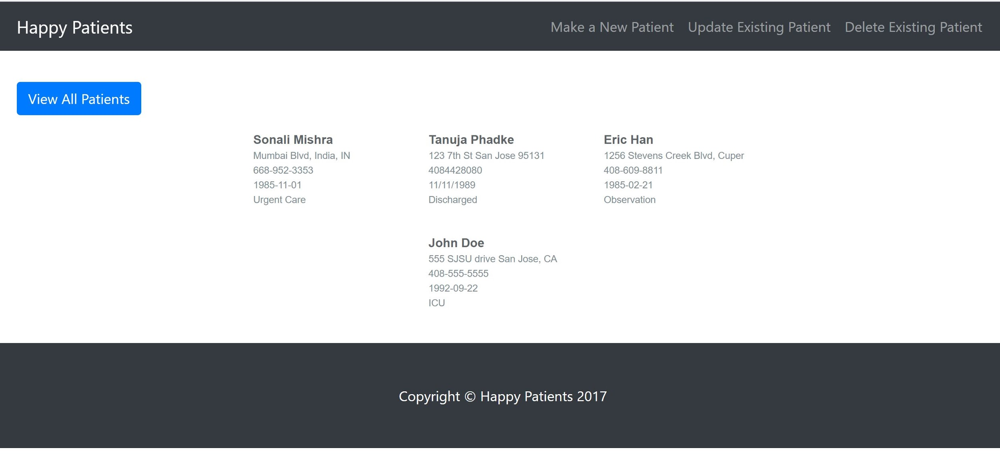 Happy Patients
Make a New Patient
Update Existing Patient
Delete Existing Patient
View All Patients
Sonali Mishra
Mumbai Blvd, India, IN
668-952-3353
1985-11-01
Urgent Care
Tanuja Phadke
123 7th St San Jose 95131
4084428080
11/11/1989
Discharged
Eric Han
1256 Stevens Creek Blvd, Cuper
408-609-8811
1985-02-21
Observation
John Doe
555 SJSU drive San Jose, CA
408-555-5555
1992-09-22
ICU
Copyright © Happy Patients 2017